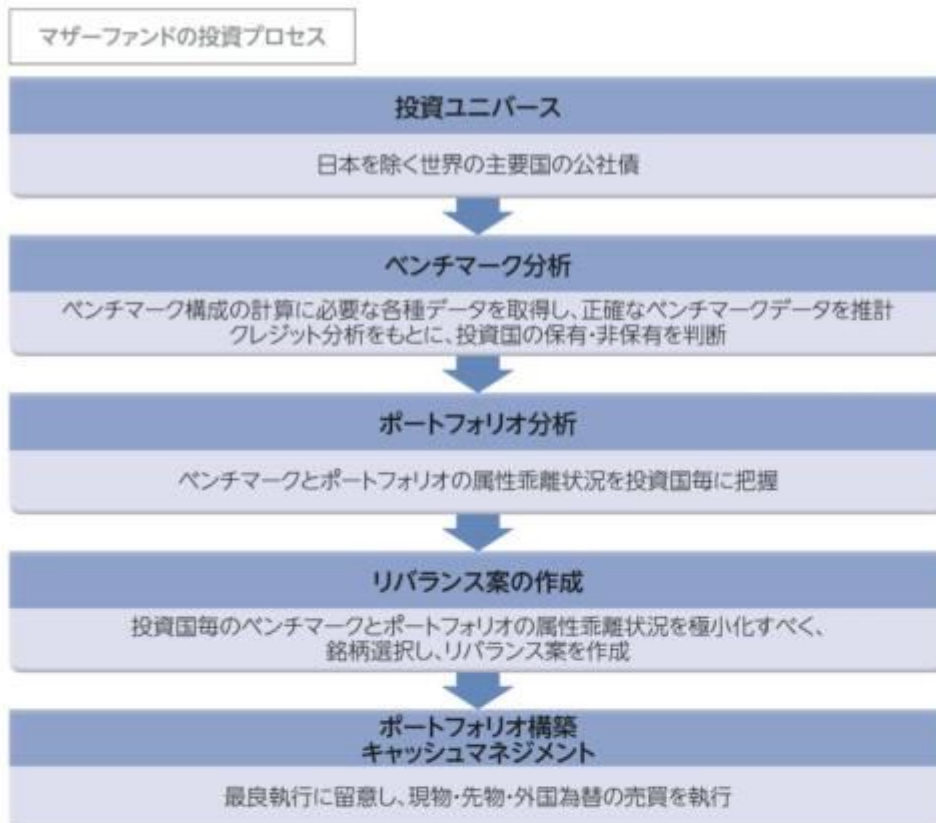 マザーファンドの投資プロセス
投資ユニバース
日本を除く世界の主要国の公社債
ベンチマーク分析
ベンチマーク構成の計算に必要な各種データを取得し、正確なベンチマークデータを推計
クレジット分析をもとに、投資国の保有・非保有を判断
ポートフォリオ分析
ベンチマークとポートフォリオの属性乖離状況を投資国毎に把握
リバランス案の作成
投資国毎のベンチマークとポートフォリオの属性乖離状況を極小化すべく、
銘柄選択し、リバランス案を作成
ポートフォリオ構築
キャッシュマネジメント
最良執行に留意し、現物・先物・外国為替の売買を執行